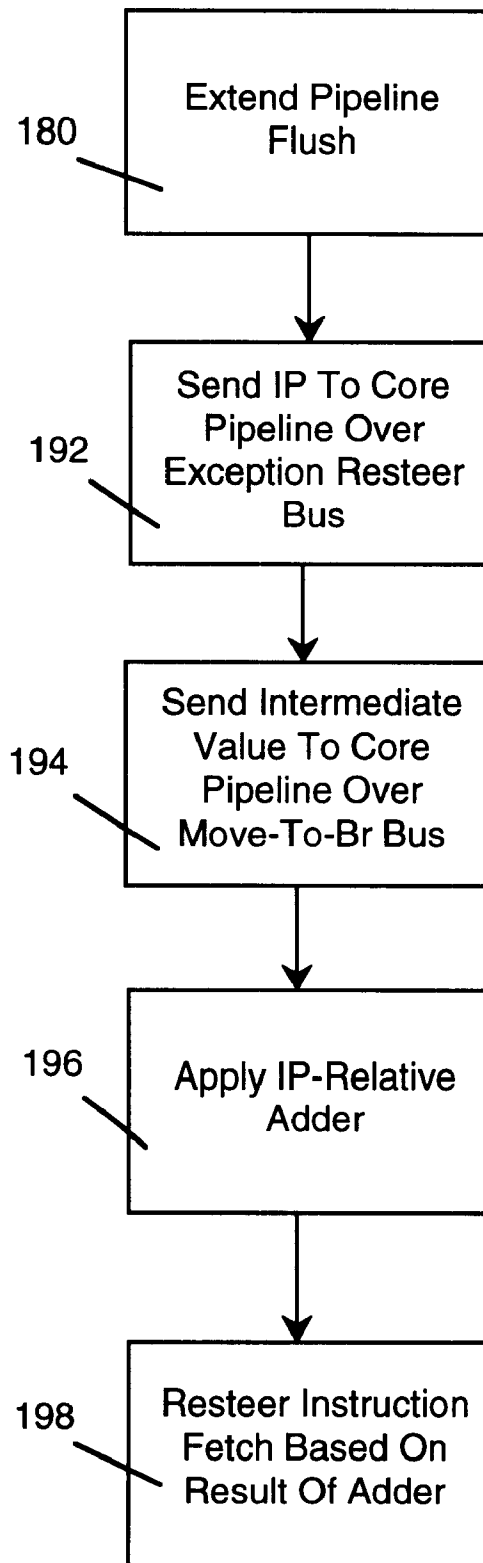 Extend Pipeline
Flush
180
Send IP To Core
Pipeline Over
Exception Resteer
Bus
192
Send Intermediate
Value To Core
Pipeline Over
Move-To-Br Bus
194
Apply IP-Relative
Adder
196
Resteer Instruction
Fetch Based On
Result Of Adder
198